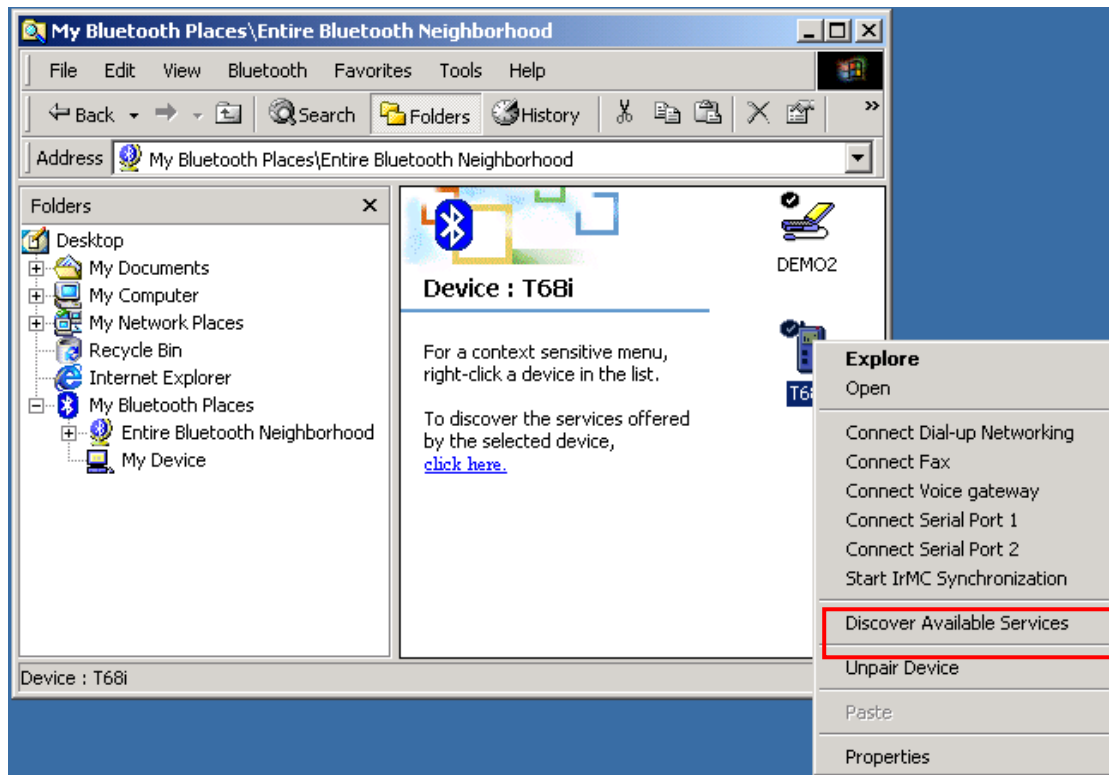 My Bluetooth Places\Entire Bluetooth Neighborhood
File Edit View Bluetooth Favorites Tools Help
Back Search Folders History »
Address My Bluetooth Places\Entire Bluetooth Neighborhood
Folders
Desktop
My Documents
My Computer
My Network Places
Recycle Bin
Internet Explorer
My Bluetooth Places
Entire Bluetooth Neighborhood
My Device
Device : T68i
For a context sensitive menu,
right-click a device in the list.
To discover the services offered
by the selected device,
click here.
DEMO2
T6
Explore
Open
Connect Dial-up Networking
Connect Fax
Connect Voice gateway
Connect Serial Port 1
Connect Serial Port 2
Start IrMC Synchronization
Discover Available Services
Unpair Device
Paste
Properties
Device : T68i